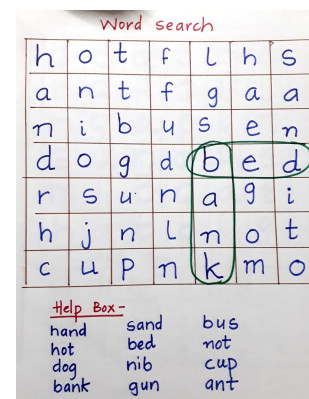 Word search
h o t f l h s
a n t f g a a
n i b u s e n
d o g d b e d
r s u n a g i
h j n l n o t
c u p n k m o
Help Box -
hand sand bus
hot bed not
dog nib cup
bank gun ant